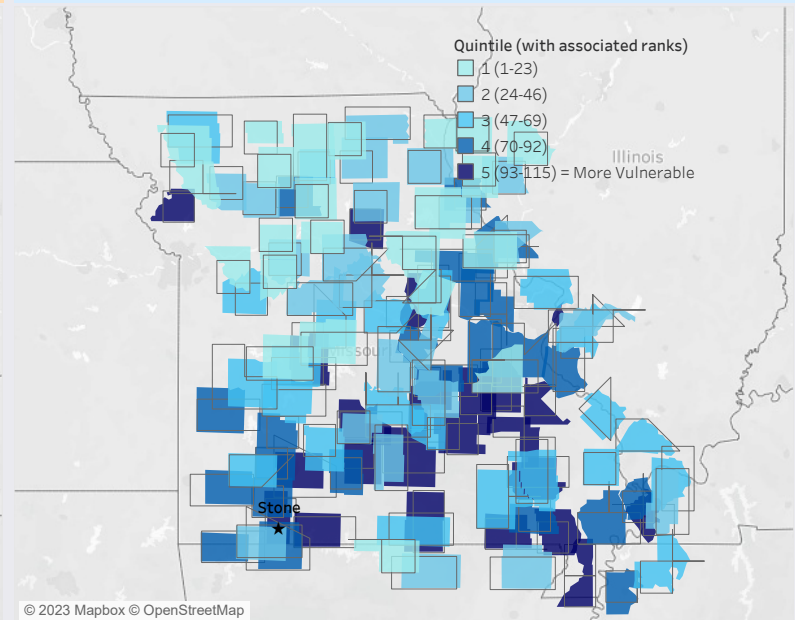 Quintile (with associated ranks)
1 (1-23)
2 (24-46)
3 (47-69)
4 (70-92)
5 (93-115) = More Vulnerable
Illinois
Missouri
Stone
© 2023 Mapbox © OpenStreetMap